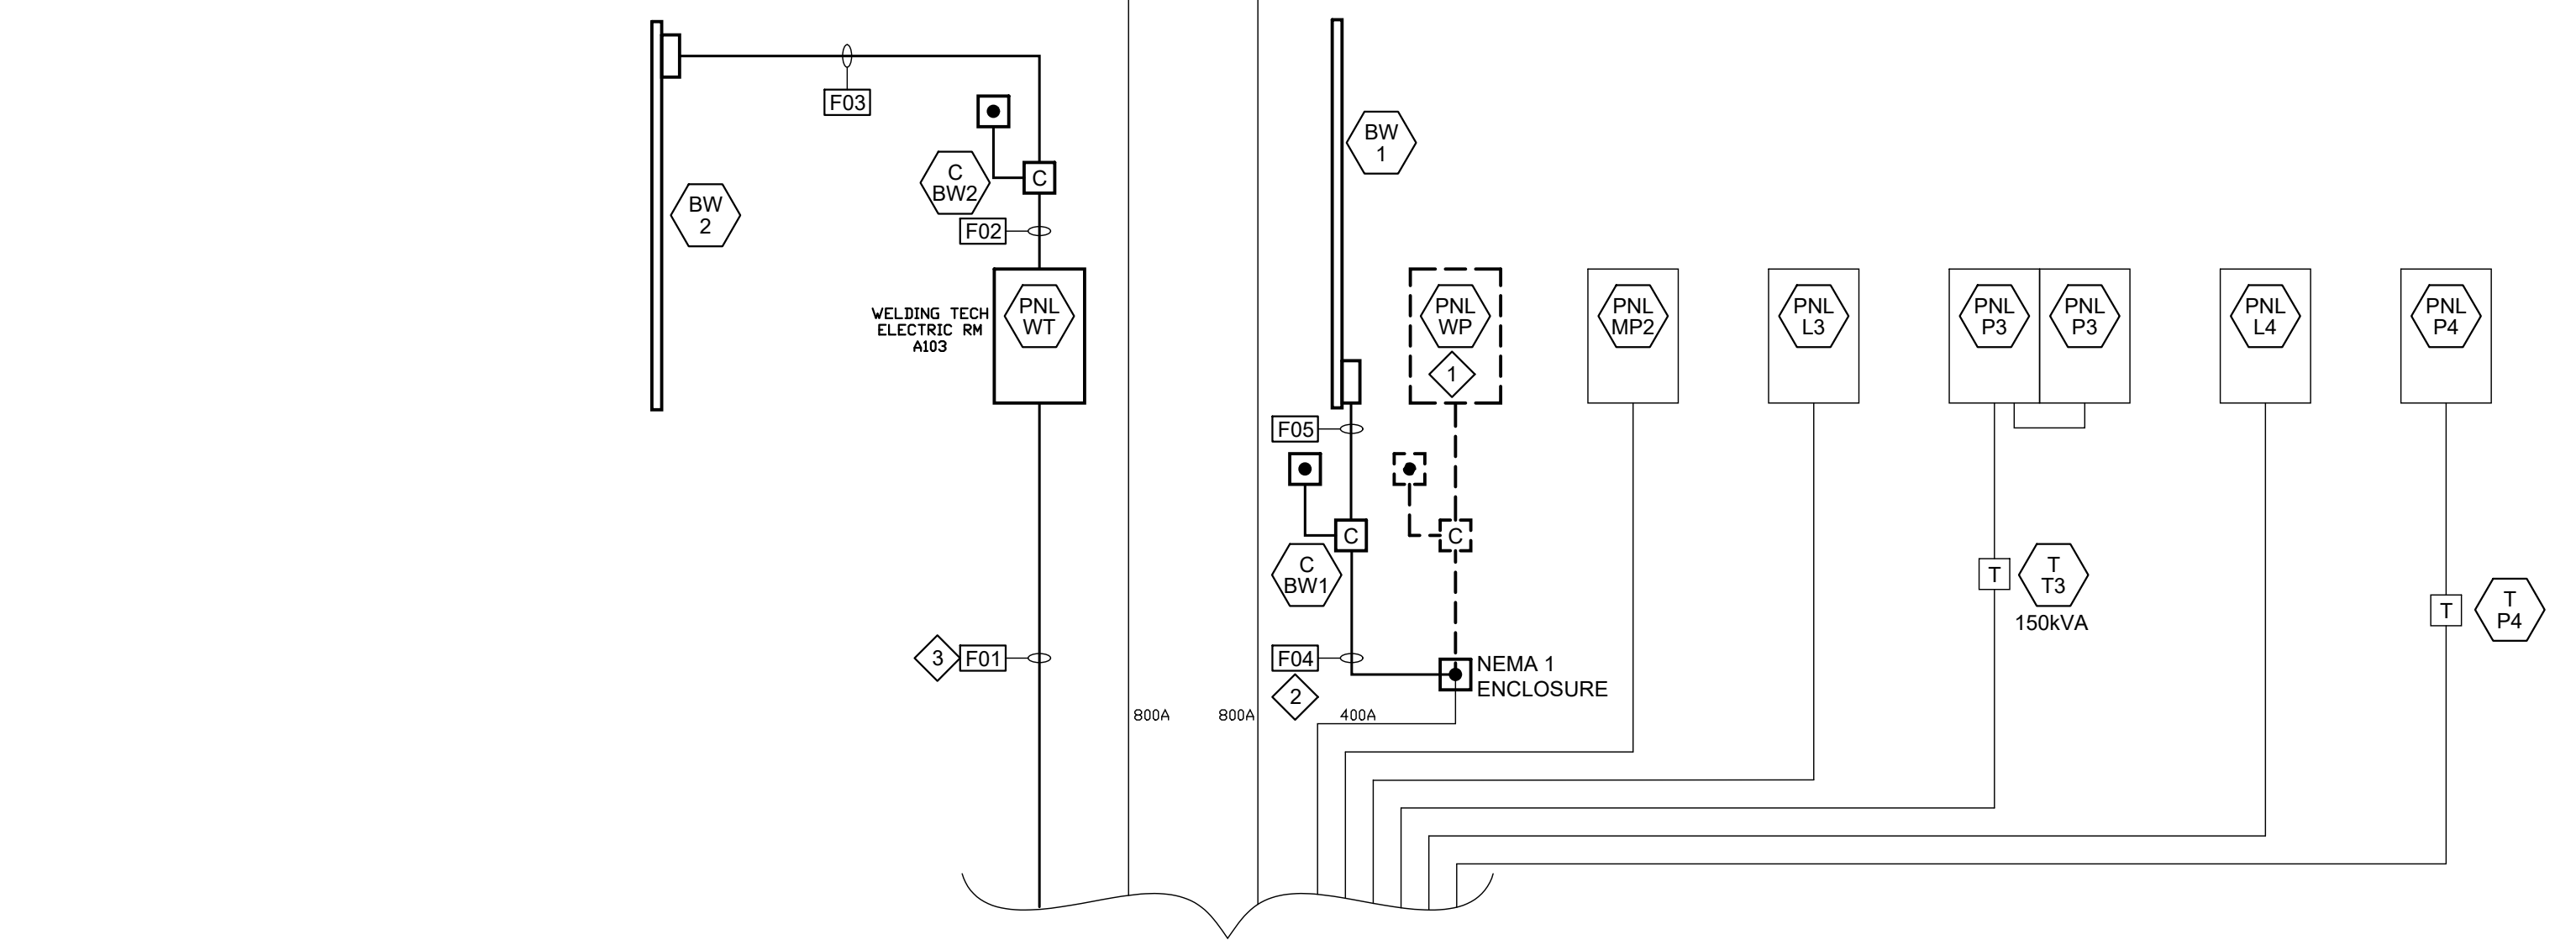 F03
C
BW2
C
BW
2
F02
WELDING TECH
ELECTRIC RM
A103
PNL
WT
3
F01
800A
800A
400A
BW
1
F05
C
C
BW1
F04
2
PNL
WP
1
C
NEMA 1
ENCLOSURE
PNL
MP2
PNL
L3
PNL
P3
PNL
P3
T
T
T3
150kVA
PNL
L4
PNL
P4
T
T
P4